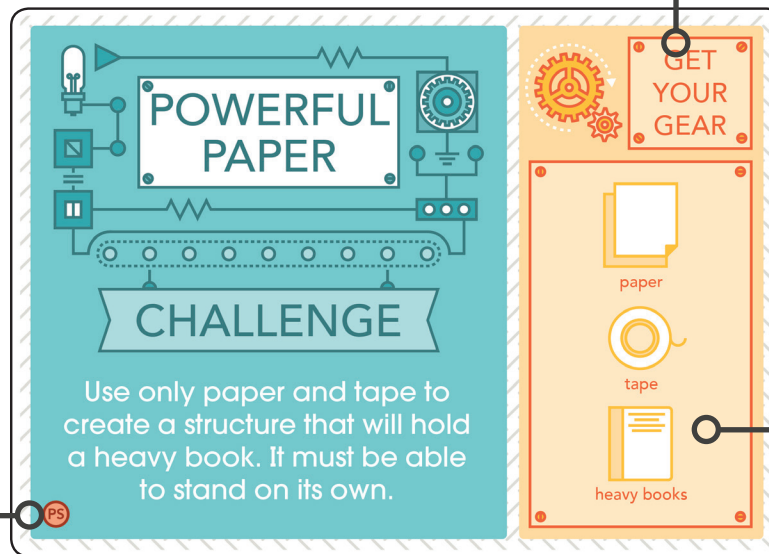 POWERFUL
PAPER
CHALLENGE
Use only paper and tape to
create a structure that will hold
a heavy book. It must be able
to stand on its own.
PS
GET
YOUR
GEAR
paper
tape
heavy books